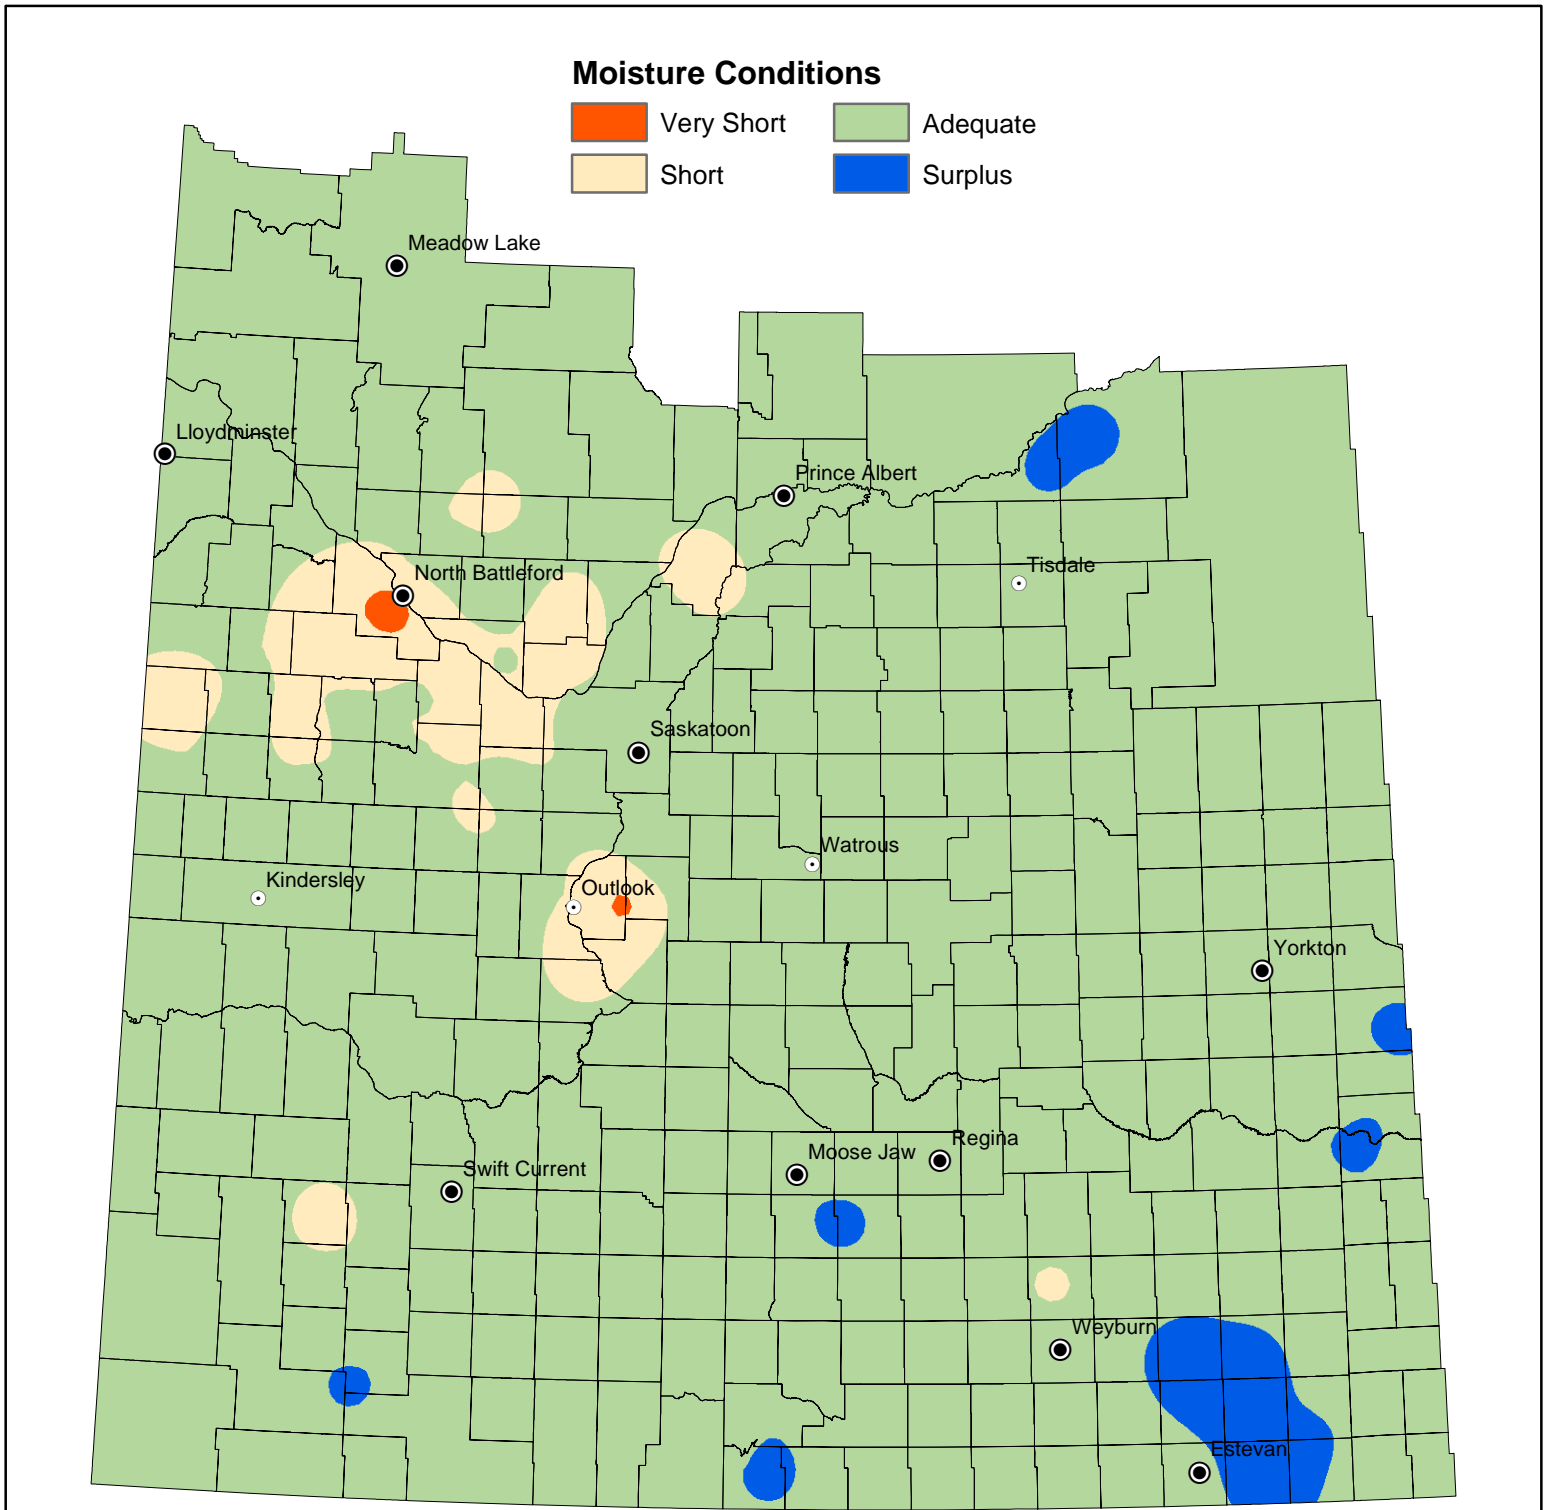 Moisture Conditions
Very Short
Adequate
Short
Surplus
Meadow Lake
Lloydminster
Prince Albert
Tisdale
North Battleford
Saskatoon
Watrous
Kindersley
Outlook
Yorkton
Regina
Moose Jaw
Swift Current
Weyburn
Estevan